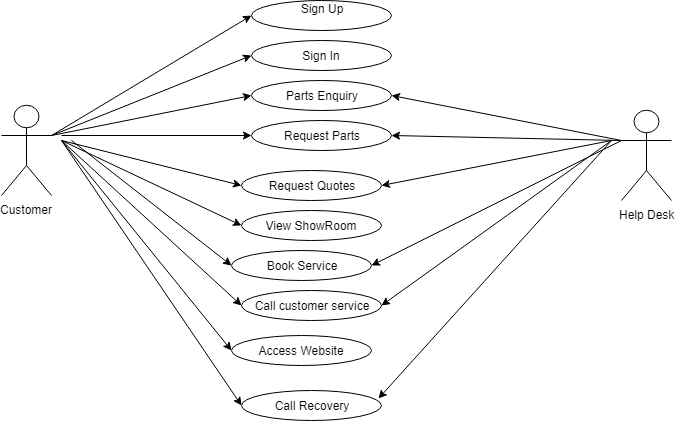 Sign Up
Sign In
Parts Enquiry
Request Parts
Request Quotes
Customer
Help Desk
View ShowRoom
Book Service
Call customer service
Access Website
Call Recovery